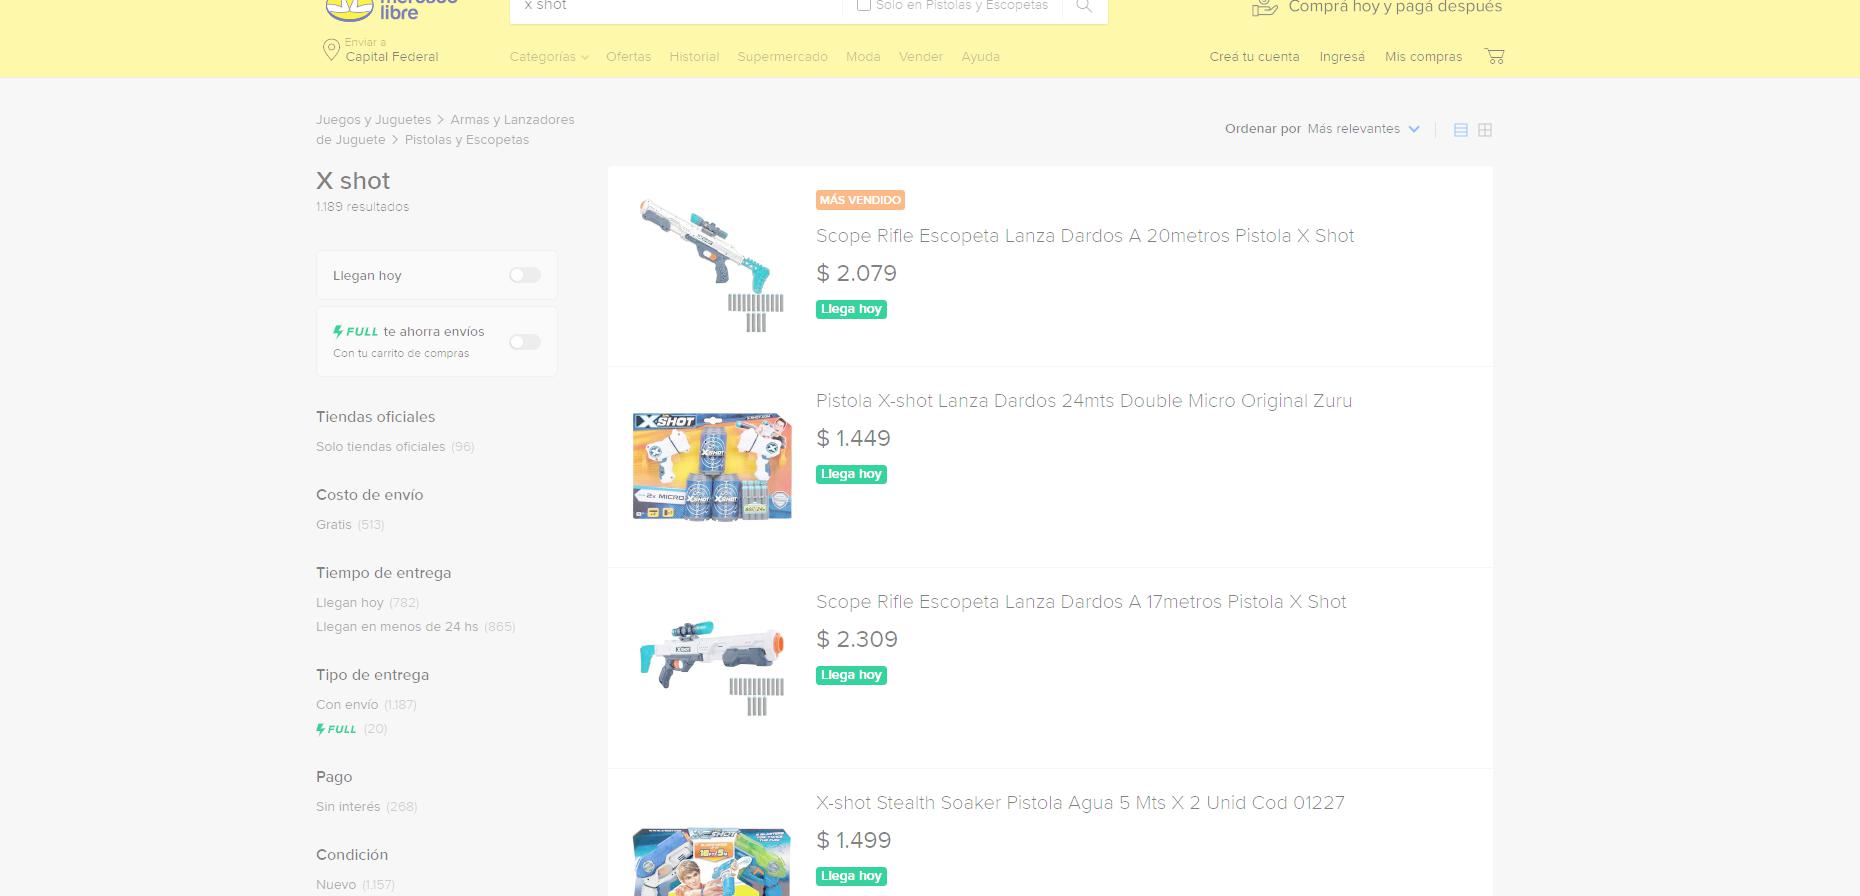 libre
x shot
Solo en Pistolas y Escopetas
Comprá hoy y pagá después
Enviar a
Capital Federal
Categorías
Ofertas
Historial
Supermercado
Moda
Vender
Ayuda
Creá tu cuenta
Ingresá
Mis compras
Juegos y Juguetes > Armas y Lanzadores
de Juguete > Pistolas y Escopetas
Ordenar por Más relevantes
X shot
1.189 resultados
Llegan hoy
FULL te ahorra envíos
Con tu carrito de compras
Tiendas oficiales
Solo tiendas oficiales (96)
Costo de envío
Gratis (513)
Tiempo de entrega
Llegan hoy (782)
Llegan en menos de 24 hs (865)
Tipo de entrega
Con envío (1.187)
FULL (20)
Pago
Sin interés (268)
Condición
Nuevo (1.157)
MÁS VENDIDO
Scope Rifle Escopeta Lanza Dardos A 20metros Pistola X Shot
$ 2.079
Llega hoy
X-SHOT
2x MICRO
Pistola X-shot Lanza Dardos 24mts Double Micro Original Zuru
$ 1.449
Llega hoy
Scope Rifle Escopeta Lanza Dardos A 17metros Pistola X Shot
$ 2.309
Llega hoy
X-shot Stealth Soaker Pistola Agua 5 Mts X 2 Unid Cod 01227
$ 1.499
Llega hoy